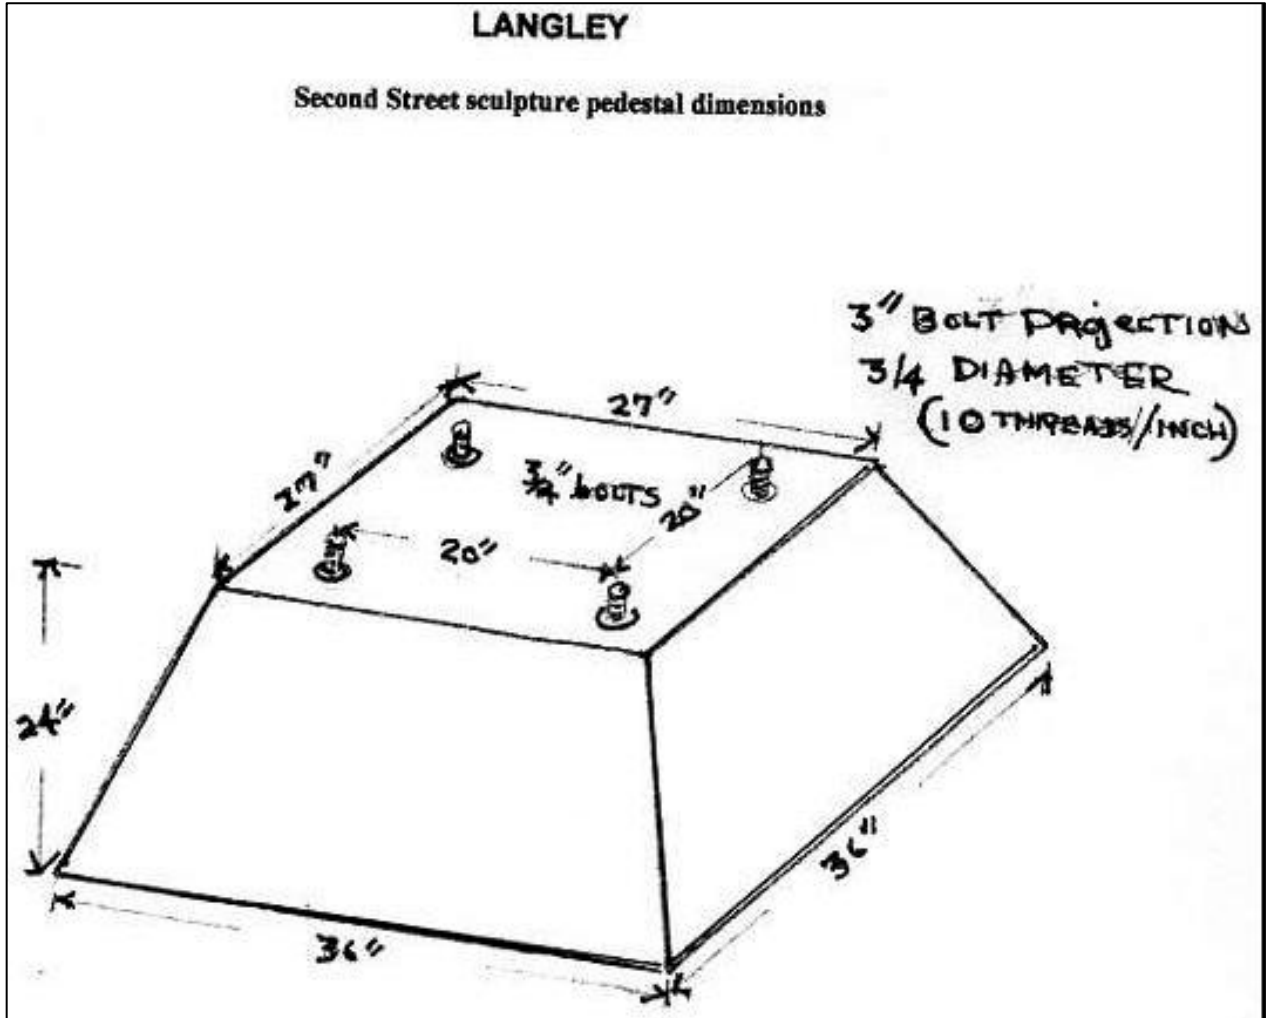 LANGLEY
Second Street sculpture pedestal dimensions
3" BOLT PROjECTION
3/4 DIAMETER
(10 THREADS//INCH)
27"
27"
3/4" bOLTS
20"
20"
24"
36"
36"